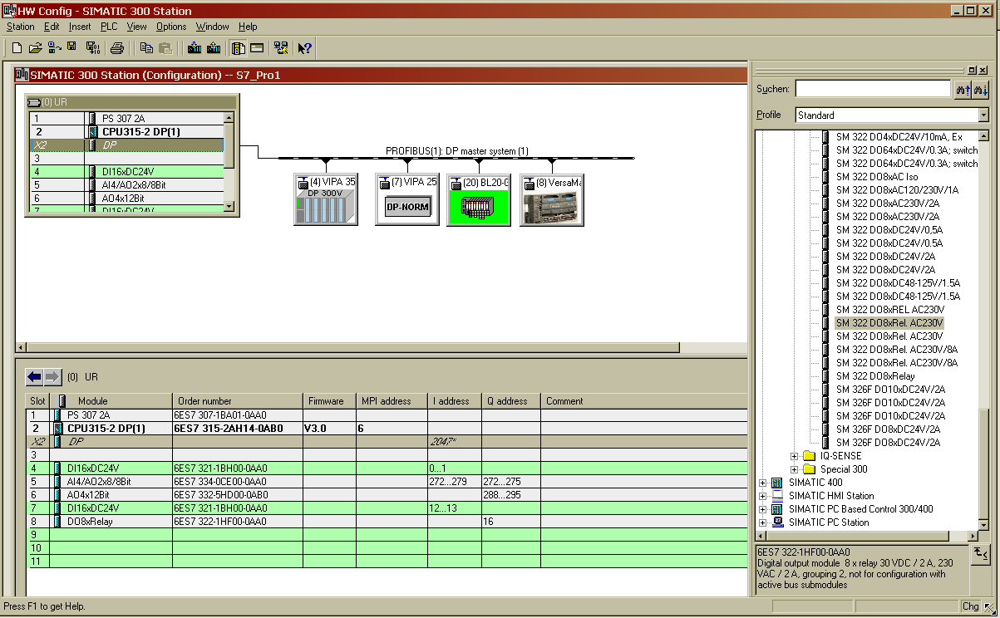 HW Config - SIMATIC 300 Station
Station Edit Insert PLC View Options Window Help
SIMATIC 300 Station (Configuration) -- S7_Pro1
(0) UR
1 PS 307 2A
2 CPU315-2 DP(1)
X2 DP
3
4 DI16xDC24V
5 AI4/AO2x8/8Bit
6 AO4x12Bit
7 DI16xDC24V
PROFIBUS(1): DP master system (1)
(4) VIPA 35
DP 300V
(7) VIPA 25
DP-NORM
(20) BL20-G
(8) VersaMa
(0) UR
Slot Module Order number Firmware MPI address I address Q address Comment
1 PS 307 2A 6ES7 307-1BA01-0AA0
2 CPU315-2 DP(1) 6ES7 315-2AH14-0AB0 V3.0 6
X2 DP 2047*
3
4 DI16xDC24V 6ES7 321-1BH00-0AA0 0...1
5 AI4/AO2x8/8Bit 6ES7 334-0CE00-0AA0 272...279 272...275
6 AO4x12Bit 6ES7 332-5HD00-0AB0 288...295
7 DI16xDC24V 6ES7 321-1BH00-0AA0 12...13
8 DO8xRelay 6ES7 322-1HF00-0AA0 16
9
10
11
Suchen:
Profile Standard
SM 322 DO4xDC24V/10mA, Ex
SM 322 DO64xDC24V/0.3A; switch
SM 322 DO64xDC24V/0.3A; switch
SM 322 DO8xAC Iso
SM 322 DO8xAC120/230V/1A
SM 322 DO8xAC230V/2A
SM 322 DO8xAC230V/2A
SM 322 DO8xDC24V/0,5A
SM 322 DO8xDC24V/0.5A
SM 322 DO8xDC24V/2A
SM 322 DO8xDC24V/2A
SM 322 DO8xDC48-125V/1.5A
SM 322 DO8xDC48-125V/1.5A
SM 322 DO8xREL AC230V
SM 322 DO8xRel. AC230V
SM 322 DO8xRel. AC230V
SM 322 DO8xRel. AC230V/8A
SM 322 DO8xRel. AC230V/8A
SM 322 DO8xRelay
SM 326F DO10xDC24V/2A
SM 326F DO10xDC24V/2A
SM 326F DO10xDC24V/2A
SM 326F DO8xDC24V/2A
SM 326F DO8xDC24V/2A
IQ-SENSE
Special 300
SIMATIC 400
SIMATIC HMI Station
SIMATIC PC Based Control 300/400
SIMATIC PC Station
6ES7 322-1HF00-0AA0
Digital output module 8 x relay 30 VDC / 2 A, 230
VAC / 2 A, grouping 2, not for configuration with
active bus submodules
Press F1 to get Help.
Chg